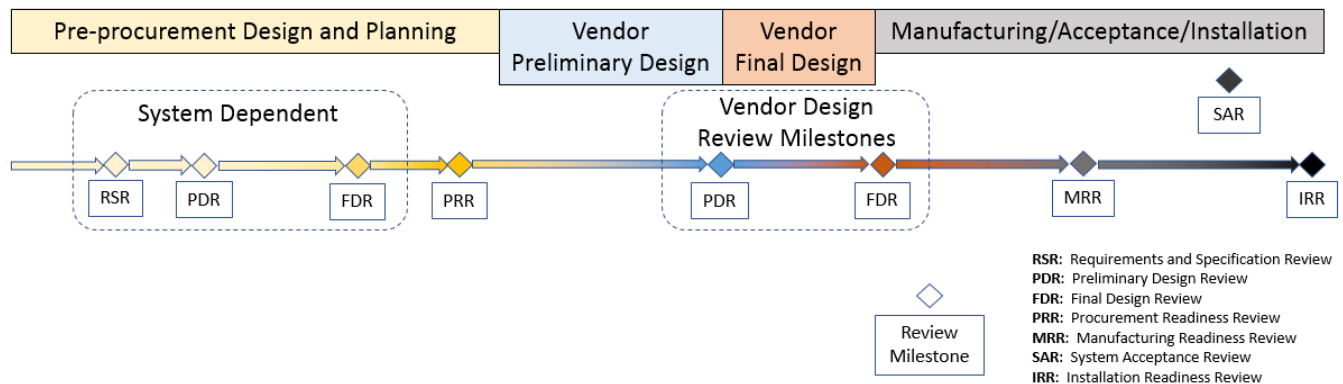 Pre-procurement Design and Planning
Vendor
Preliminary Design
Vendor
Final Design
Manufacturing/Acceptance/Installation
System Dependent
Vendor Design
Review Milestones
SAR
RSR
PDR
FDR
PRR
PDR
FDR
MRR
IRR
Review
Milestone
RSR: Requirements and Specification Review
PDR: Preliminary Design Review
FDR: Final Design Review
PRR: Procurement Readiness Review
MRR: Manufacturing Readiness Review
SAR: System Acceptance Review
IRR: Installation Readiness Review